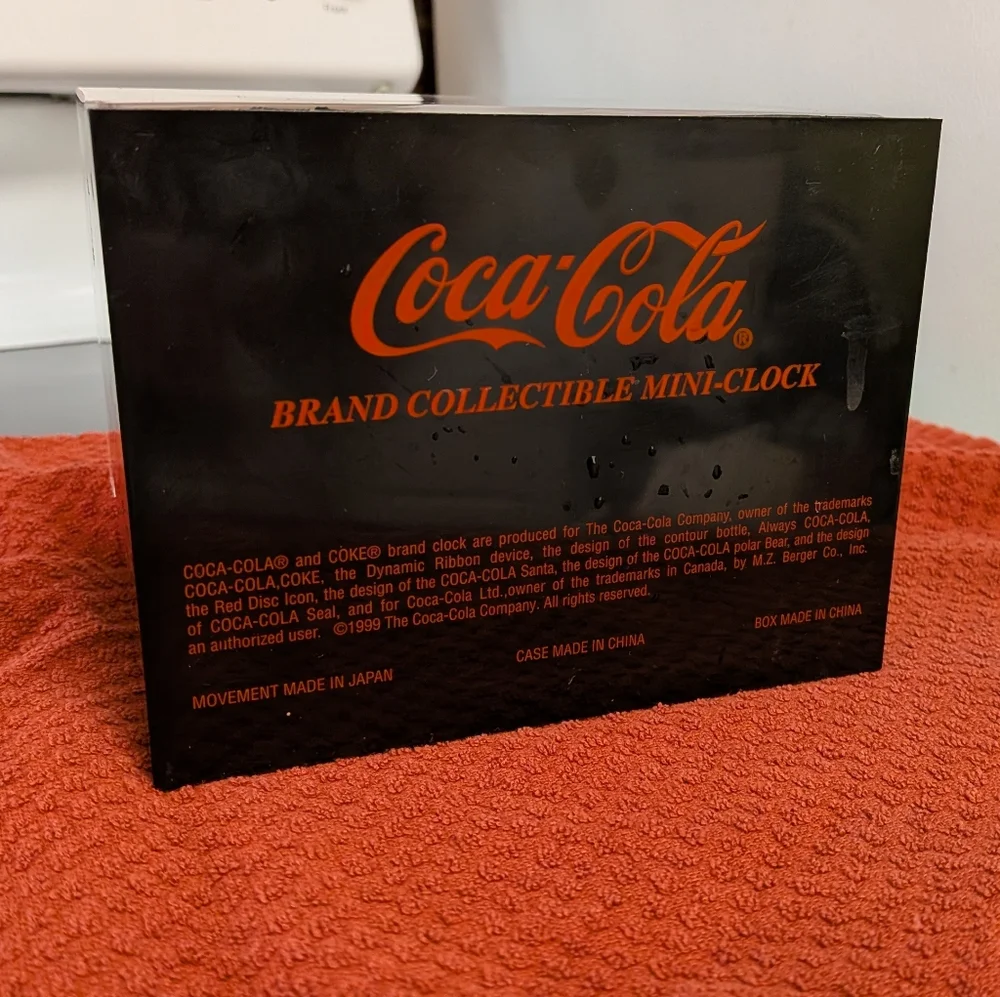 Coca-Cola®
BRAND COLLECTIBLE MINI-CLOCK
COCA-COLA® and COKE® brand clock are produced for The Coca-Cola Company, owner of the trademarks
COCA-COLA,COKE, the Dynamic Ribbon device, the design of the contour bottle, Always COCA-COLA,
the Red Disc Icon, the design of the COCA-COLA Santa, the design of the COCA-COLA polar Bear, and the design
of COCA-COLA Seal, and for Coca-Cola Ltd.,owner of the trademarks in Canada, by M.Z. Berger Co., Inc.
an authorized user. ©1999 The Coca-Cola Company. All rights reserved.
MOVEMENT MADE IN JAPAN CASE MADE IN CHINA BOX MADE IN CHINA